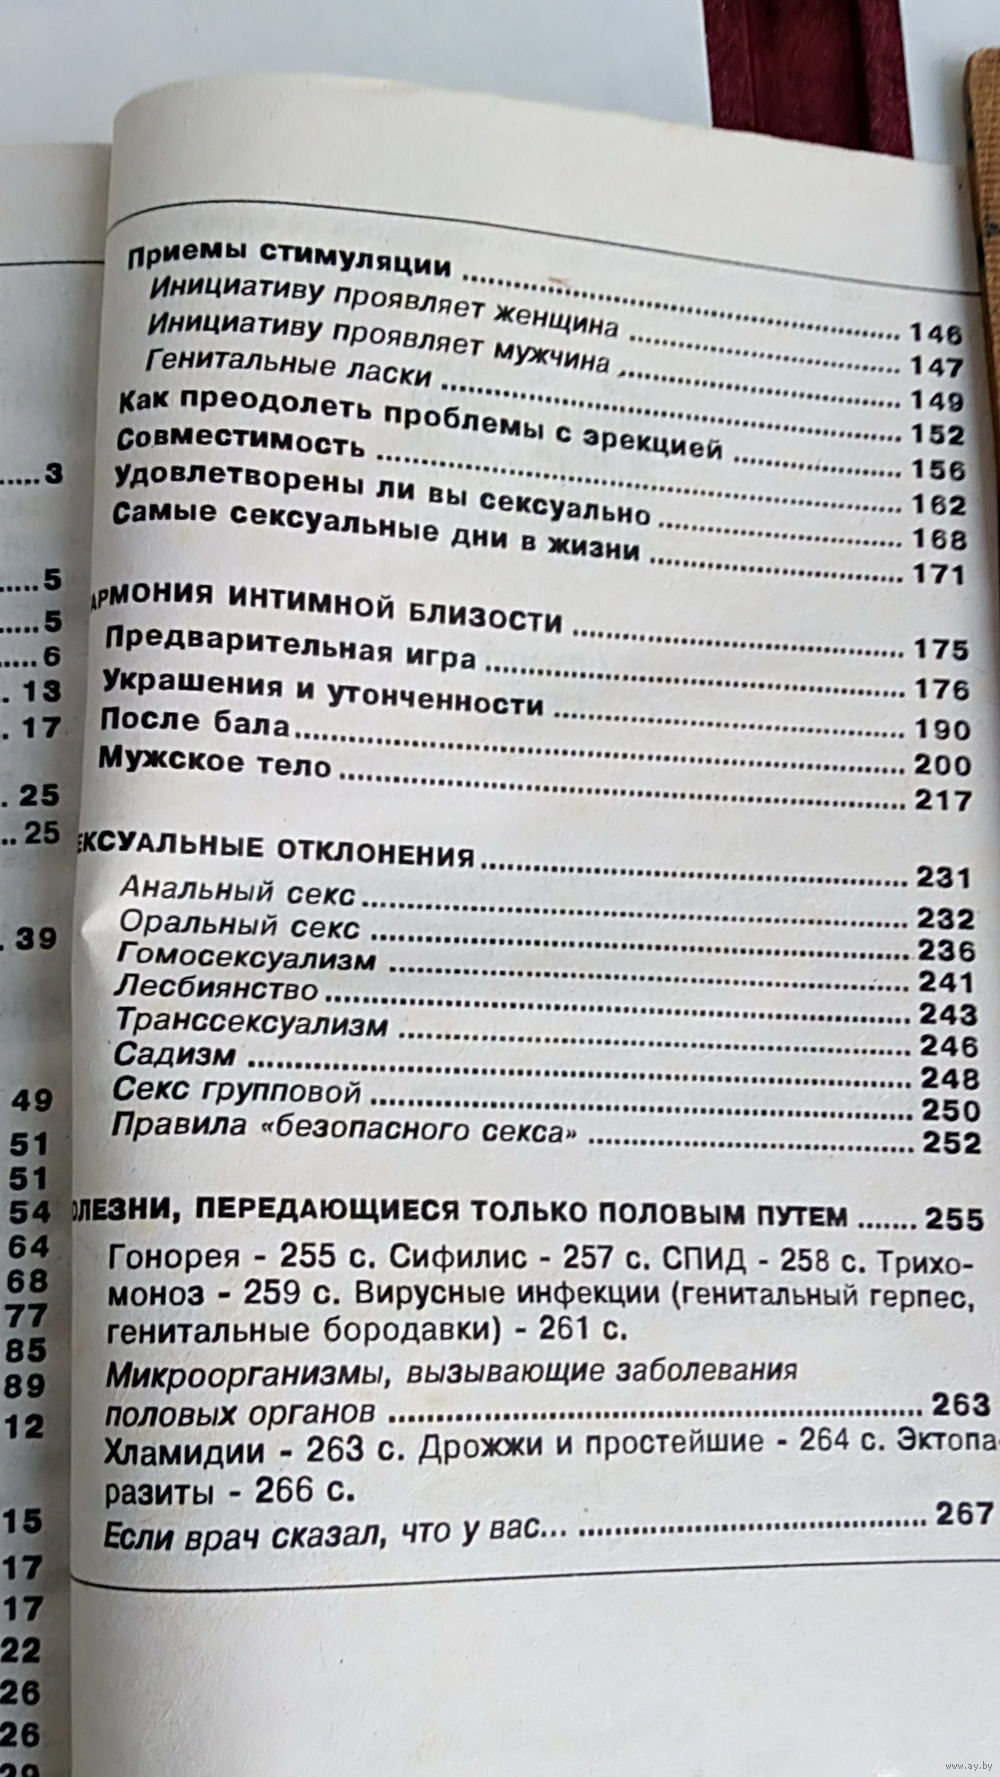 .....3
.....5
.....5
.....6
. 13
. 17
. 25
.. 25
. 39
49
51
51
54
64
68
77
85
89
12
15
17
17
22
26
26
29
Приемы стимуляции ........ 146
Инициативу проявляет женщина ........ 147
Инициативу проявляет мужчина ........ 149
Генитальные ласки ........ 152
Как преодолеть проблемы с эрекцией ........ 156
Совместимость ........ 162
Удовлетворены ли вы сексуально ........ 168
Самые сексуальные дни в жизни ........ 171
АРМОНИЯ ИНТИМНОЙ БЛИЗОСТИ ........ 175
Предварительная игра ........ 176
Украшения и утонченности ........ 190
После бала ........ 200
Мужское тело ........ 217
ЕКСУАЛЬНЫЕ ОТКЛОНЕНИЯ ........ 231
Анальный секс ........ 232
Оральный секс ........ 236
Гомосексуализм ........ 241
Лесбиянство ........ 243
Транссексуализм ........ 246
Садизм ........ 248
Секс групповой ........ 250
Правила «безопасного секса» ........ 252
ОЛЕЗНИ, ПЕРЕДАЮЩИЕСЯ ТОЛЬКО ПОЛОВЫМ ПУТЕМ ....... 255
Гонорея - 255 с. Сифилис - 257 с. СПИД - 258 с. Трихо-
моноз - 259 с. Вирусные инфекции (генитальный герпес,
генитальные бородавки) - 261 с.
Микроорганизмы, вызывающие заболевания
половых органов ........ 263
Хламидии - 263 с. Дрожжи и простейшие - 264 с. Эктопа-
разиты - 266 с.
Если врач сказал, что у вас... ........ 267
www.ay.by